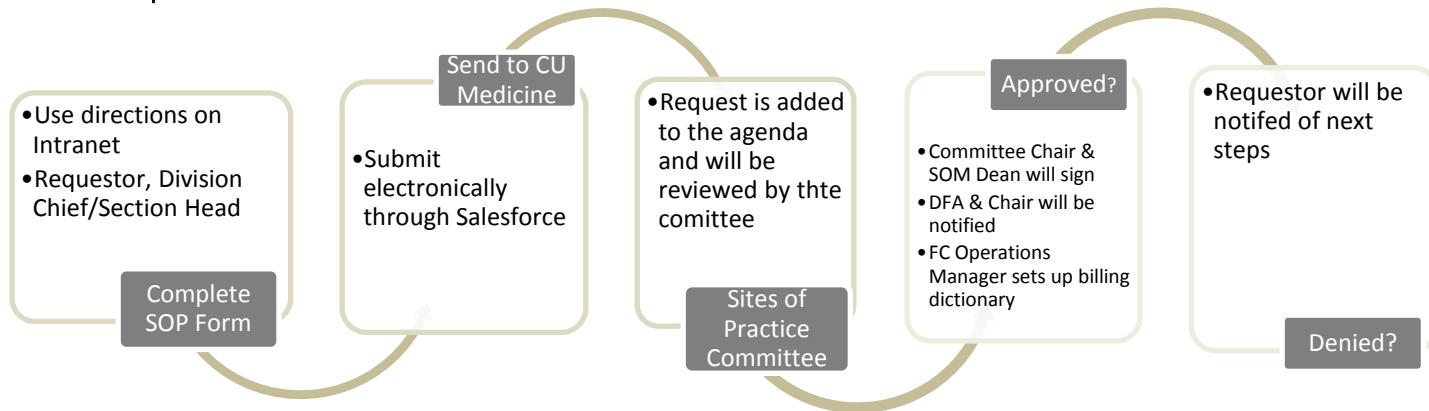 •Use directions on
Intranet
•Requestor, Division
Chief/Section Head
Complete
SOP Form
Send to CU
Medicine
•Submit
electronically
through Salesforce
•Request is added
to the agenda
and will be
reviewed by thte
comittee
Sites of
Practice
Committee
Approved?
•Committee Chair &
SOM Dean will sign
•DFA & Chair will be
notified
•FC Operations
Manager sets up billing
dictionary
•Requestor will be
notifed of next
steps
Denied?